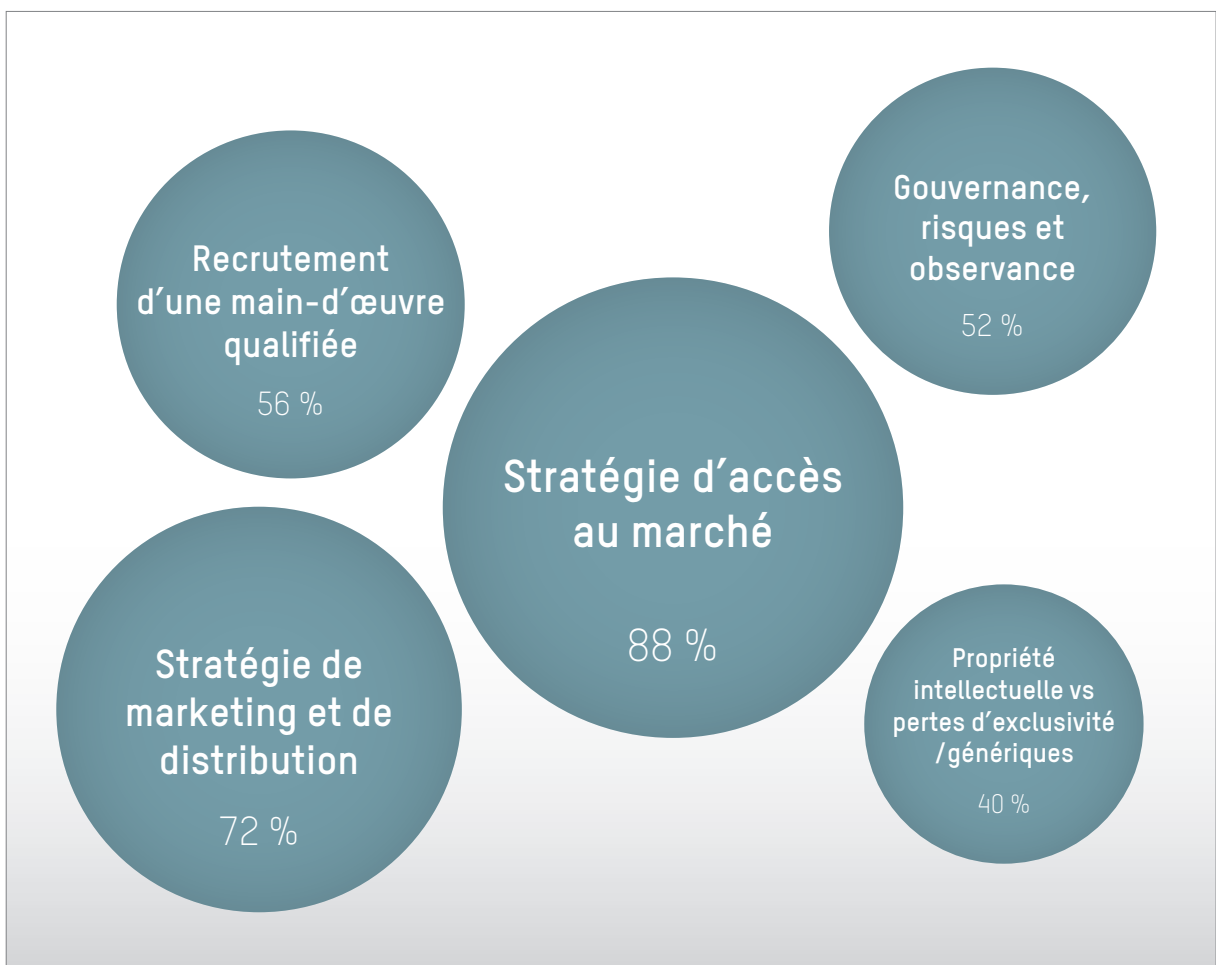 Recrutement
d'une main-d'œuvre
qualifiée
56 %
Gouvernance,
risques et
observance
52 %
Stratégie d'accès
au marché
88 %
Stratégie de
marketing et de
distribution
72 %
Propriété
intellectuelle vs
pertes d'exclusivité
/génériques
40 %